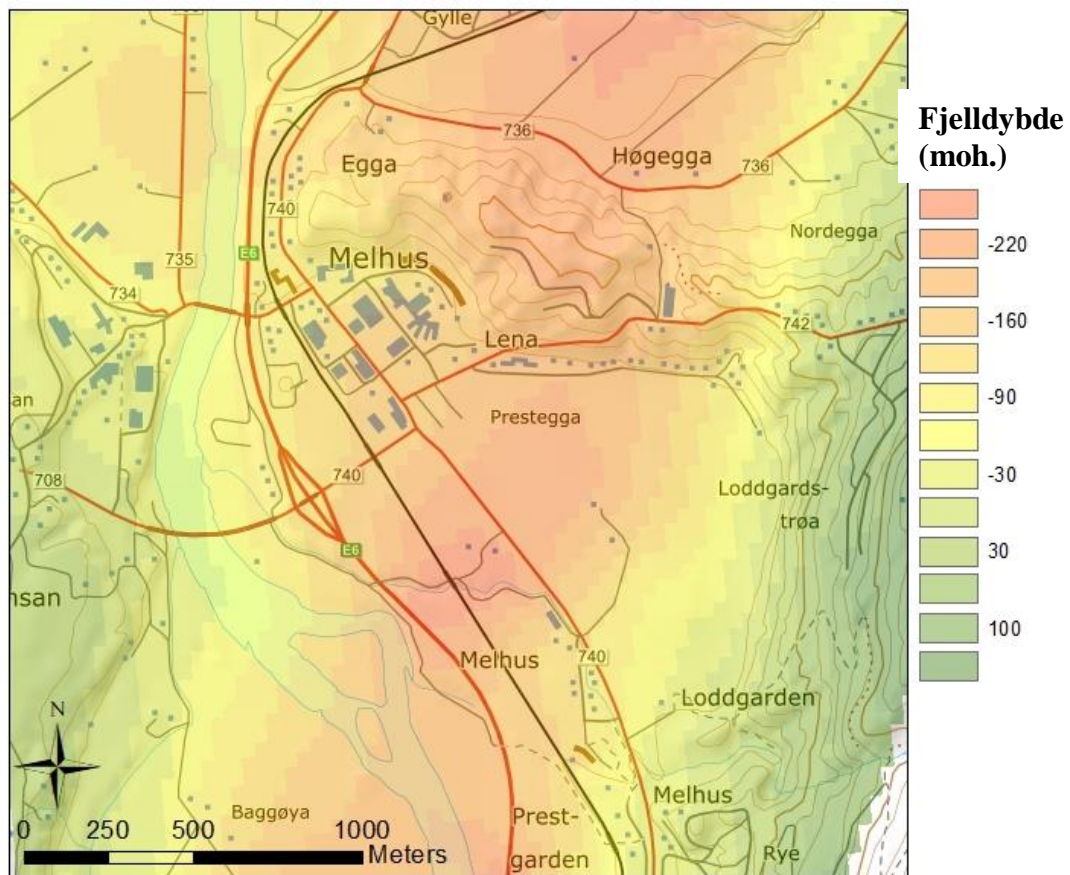 Gylle
736
Egga
Høgegga
736
740
Nordegga
E6
Melhus
735
734
742
Lena
Prestegga
708
740
Loddgards-
trøa
E6
Melhus
740
Loddgarden
N
Baggøya
Prest-
garden
Melhus
Rye
0 250 500 1000
Meters
Fjelldybde
(moh.)
-220
-160
-90
-30
30
100